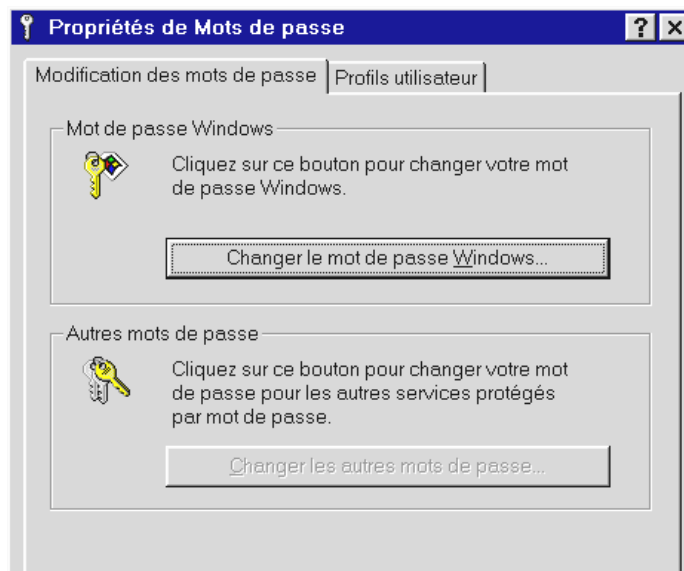 Propriétés de Mots de passe
Modification des mots de passe
Profils utilisateur
Mot de passe Windows
Cliquez sur ce bouton pour changer votre mot
de passe Windows.
Changer le mot de passe Windows...
Autres mots de passe
Cliquez sur ce bouton pour changer votre mot
de passe pour les autres services protégés
par mot de passe.
Changer les autres mots de passe...